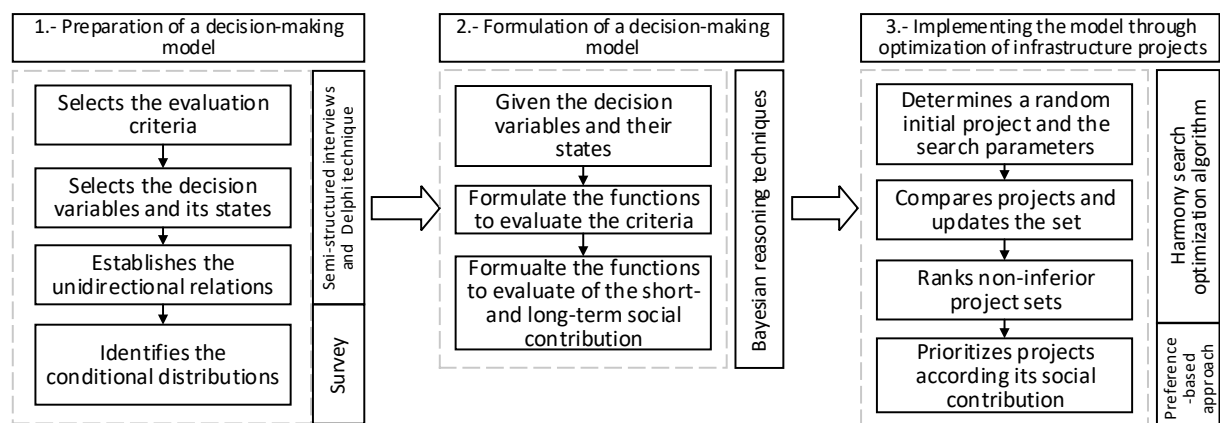 1.- Preparation of a decision-making
model
Selects the evaluation
criteria
Selects the decision
variables and its states
Establishes the
unidirectional relations
Identifies the
conditional distributions
Semi-structured interviews
and Delphi technique
Survey
2.- Formulation of a decision-making
model
Given the decision
variables and their
states
Formulate the functions
to evaluate the criteria
Formualte the functions
to evaluate of the short-
and long-term social
contribution
Bayesian reasoning techniques
3.- Implementing the model through
optimization of infrastructure projects
Determines a random
initial project and the
search parameters
Compares projects and
updates the set
Ranks non-inferior
project sets
Prioritizes projects
according its social
contribution
Harmony search
optimization algorithm
Preference
-based
approach